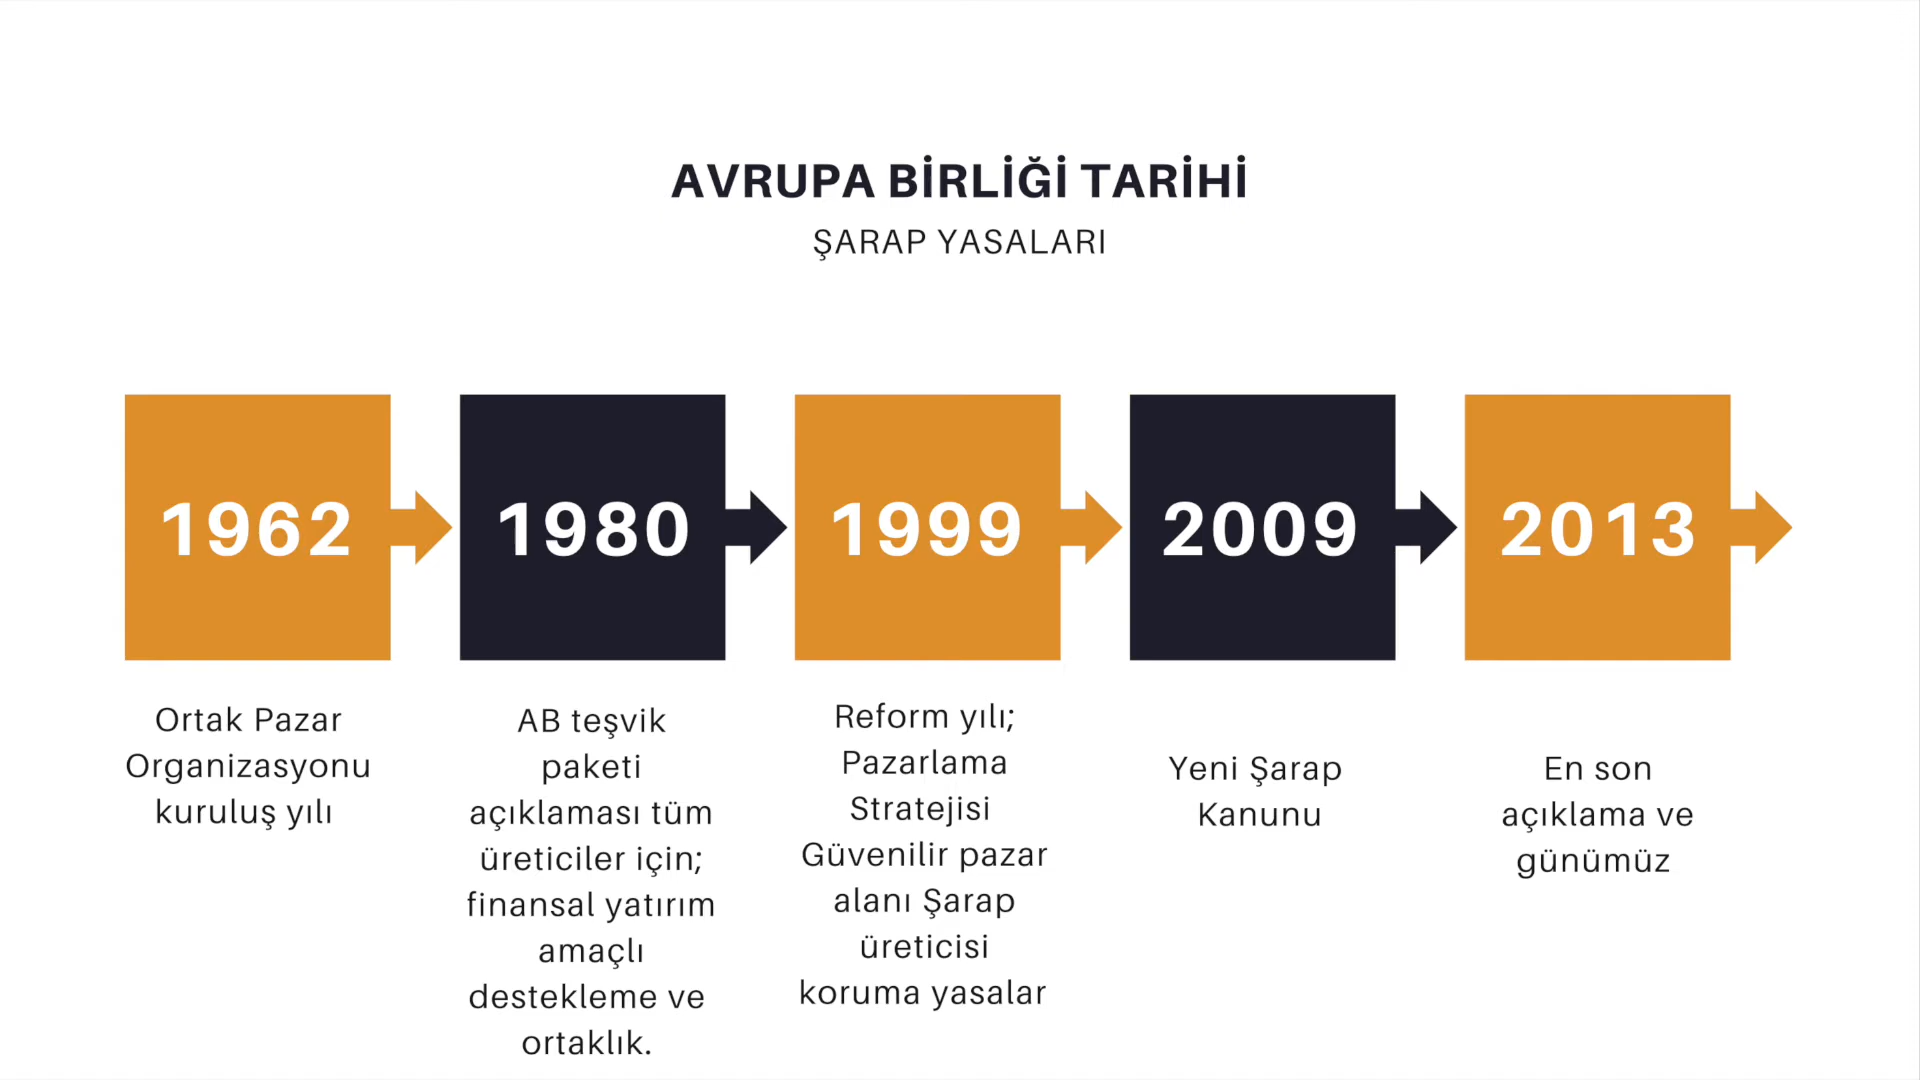 AVRUPA BİRLİĞİ TARİHİ
ŞARAP YASALARI
1962
1980
1999
2009
2013
Ortak Pazar
Organizasyonu
kuruluş yılı
AB teşvik
paketi
açıklaması tüm
üreticiler için;
finansal yatırım
amaçlı
destekleme ve
ortaklık.
Reform yılı;
Pazarlama
Stratejisi
Güvenilir pazar
alanı Şarap
üreticisi
koruma yasalar
Yeni Şarap
Kanunu
En son
açıklama ve
günümüz